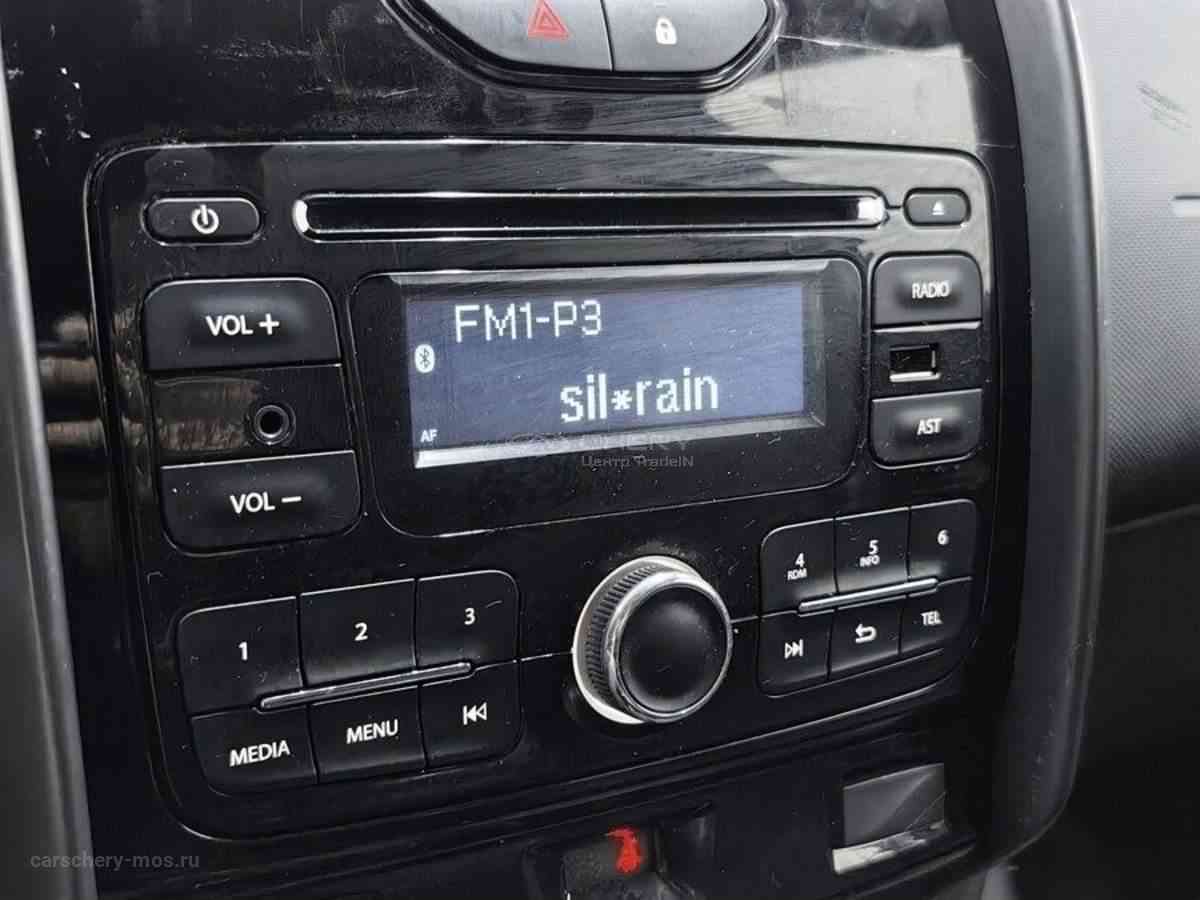 VOL +
RADIO
FM1-P3
sil*rain
AF
AST
VOL −
CHERY
Центр TradeIN
4
RDM
5
INFO
6
1
2
3
TEL
MEDIA
MENU
carschery-mos.ru